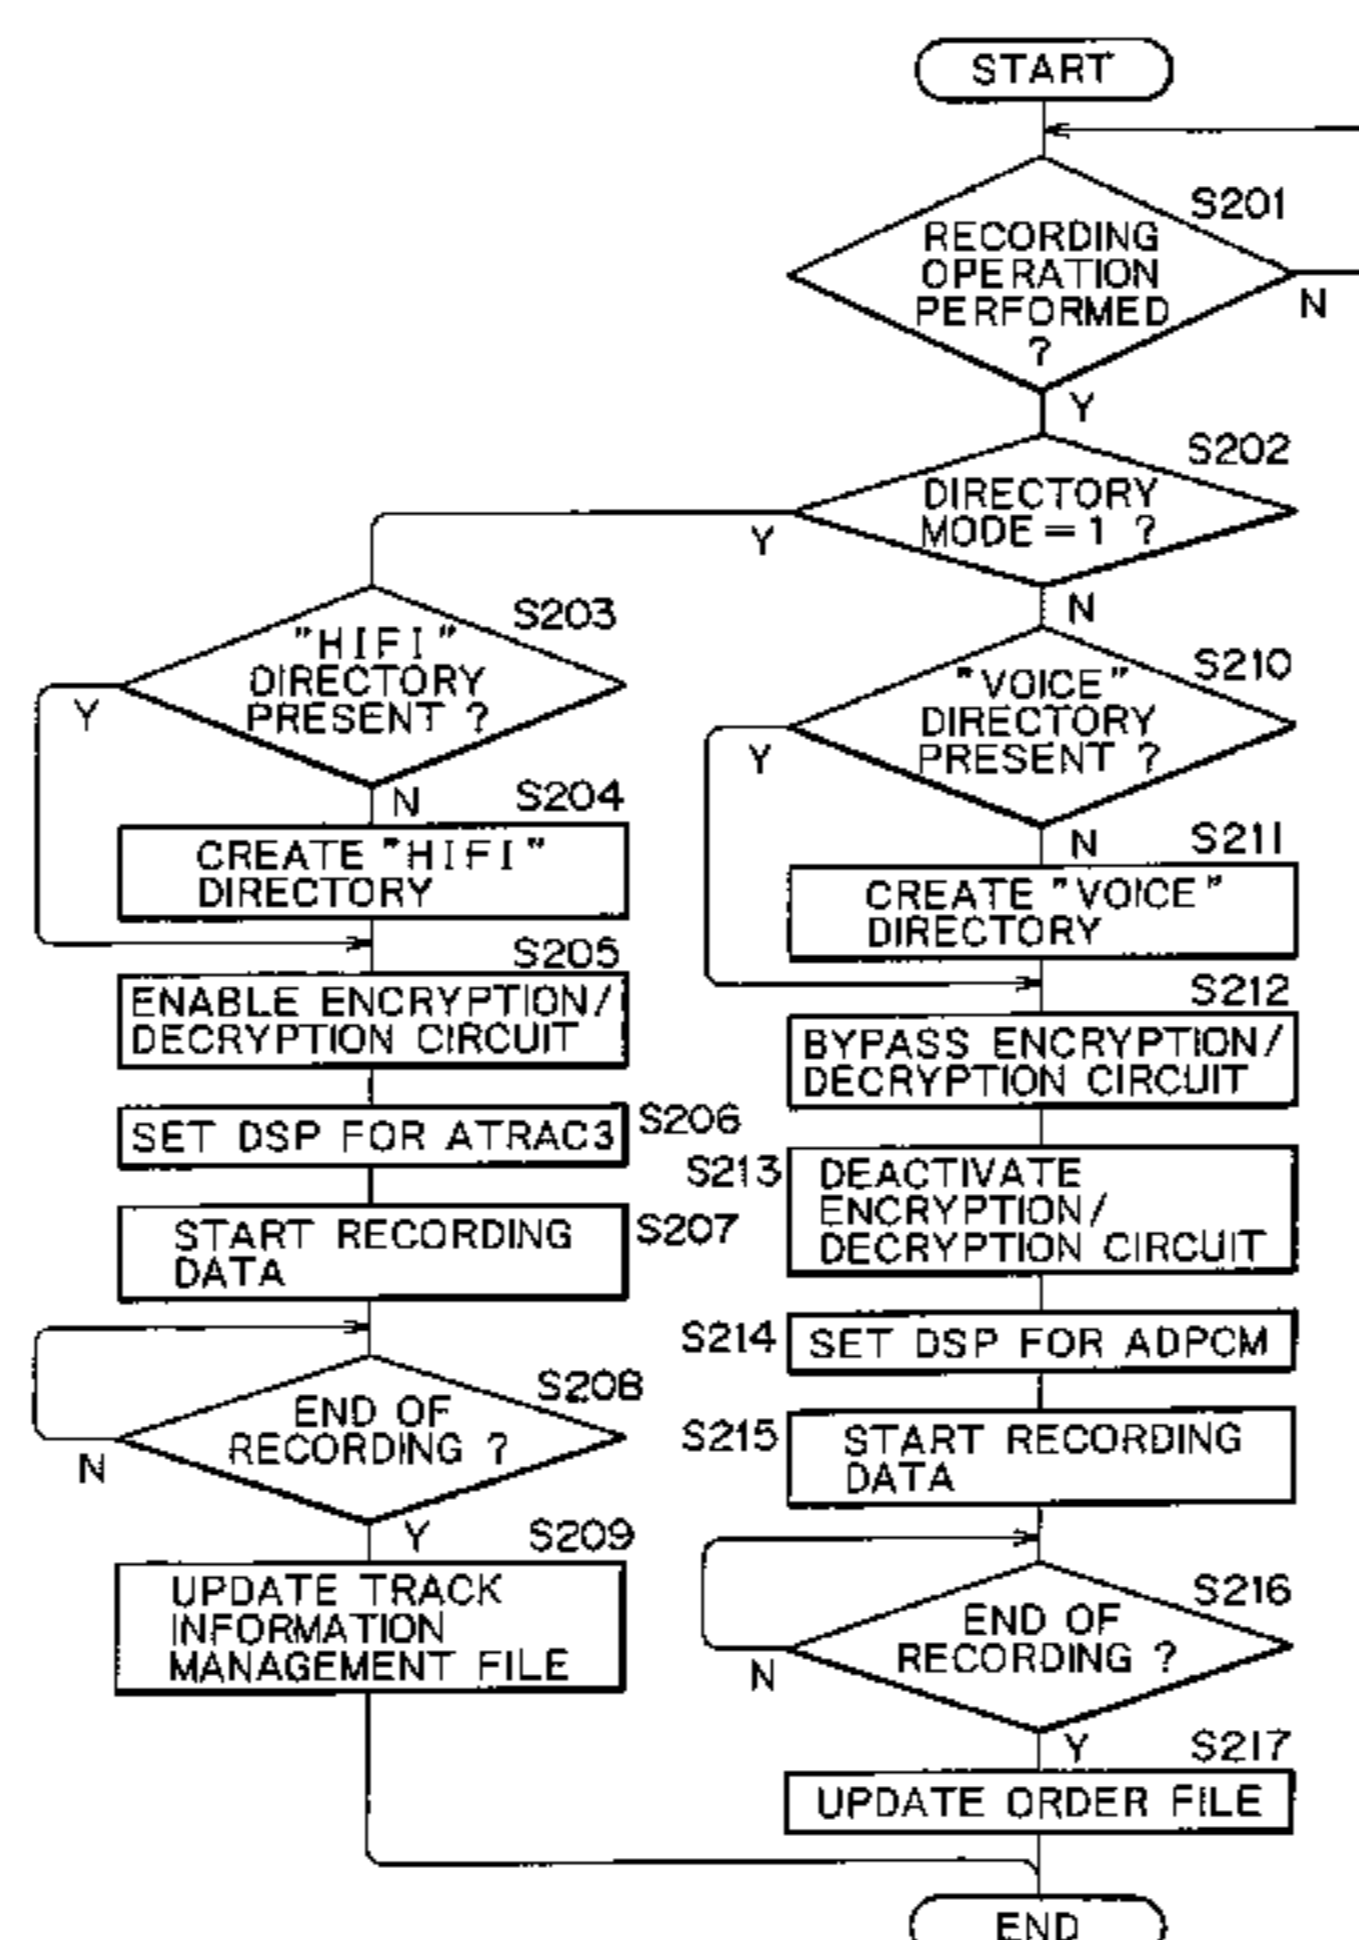 START
S201
RECORDING
OPERATION
PERFORMED
?
N
Y
S202
DIRECTORY
MODE=1 ?
Y
N
S203
"HIFI"
DIRECTORY
PRESENT ?
Y
N
S204
CREATE "HIFI"
DIRECTORY
S205
ENABLE ENCRYPTION/
DECRYPTION CIRCUIT
SET DSP FOR ATRAC3
S206
START RECORDING
DATA
S207
S208
END OF
RECORDING ?
N
Y
S209
UPDATE TRACK
INFORMATION
MANAGEMENT FILE
S210
"VOICE"
DIRECTORY
PRESENT ?
Y
N
S211
CREATE "VOICE"
DIRECTORY
S212
BYPASS ENCRYPTION/
DECRYPTION CIRCUIT
S213
DEACTIVATE
ENCRYPTION/
DECRYPTION CIRCUIT
S214
SET DSP FOR ADPCM
S215
START RECORDING
DATA
S216
END OF
RECORDING ?
N
Y
S217
UPDATE ORDER FILE
END